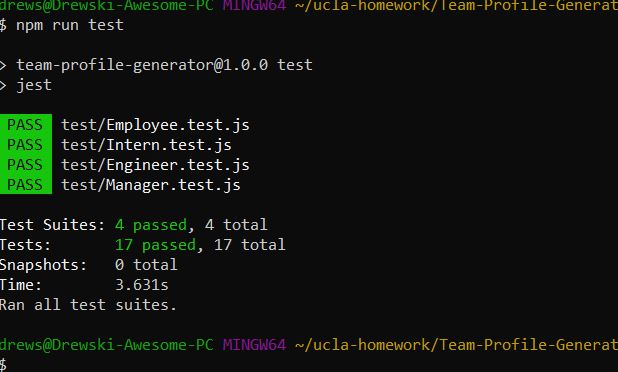 drews@Drewski-Awesome-PC MINGW64 ~/ucla-homework/Team-Profile-Generat
$ npm run test
> team-profile-generator@1.0.0 test
> jest
PASS test/Employee.test.js
PASS test/Intern.test.js
PASS test/Engineer.test.js
PASS test/Manager.test.js
Test Suites: 4 passed, 4 total
Tests: 17 passed, 17 total
Snapshots: 0 total
Time: 3.631s
Ran all test suites.
drews@Drewski-Awesome-PC MINGW64 ~/ucla-homework/Team-Profile-Generat
$